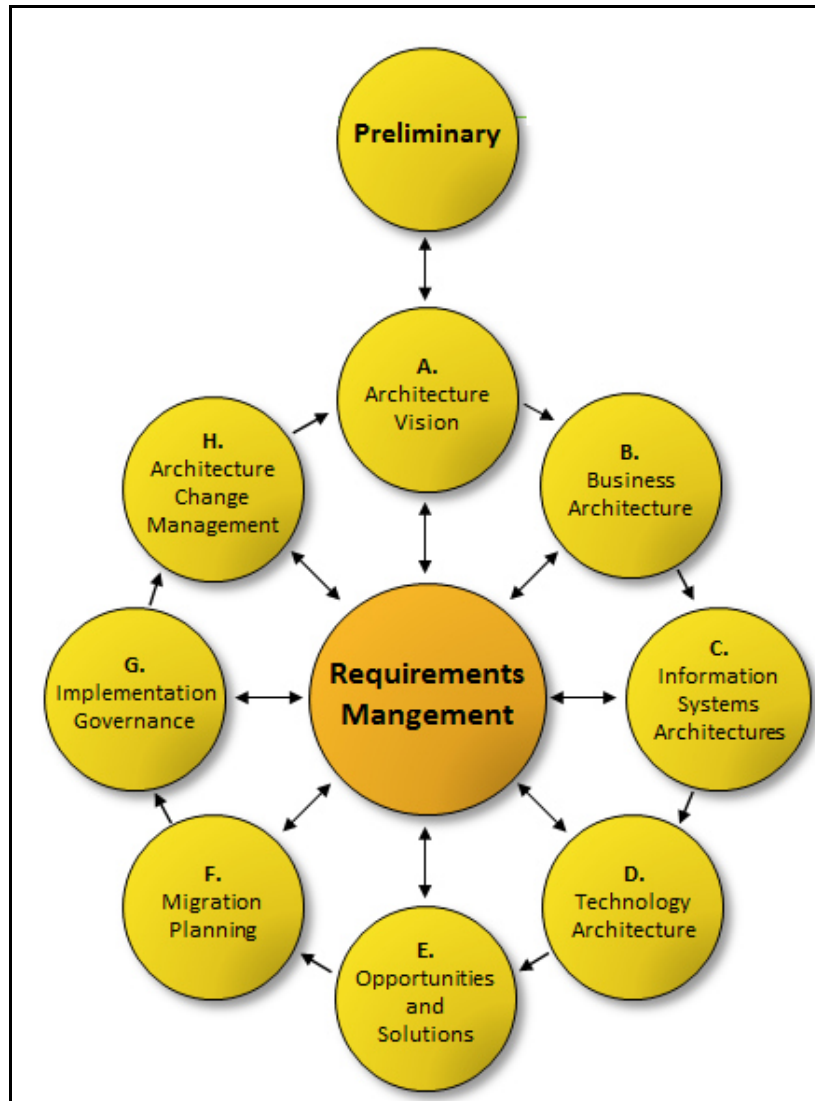 Preliminary
A.
Architecture
Vision
B.
Business
Architecture
C.
Information
Systems
Architectures
D.
Technology
Architecture
E.
Opportunities
and
Solutions
F.
Migration
Planning
G.
Implementation
Governance
H.
Architecture
Change
Management
Requirements
Mangement